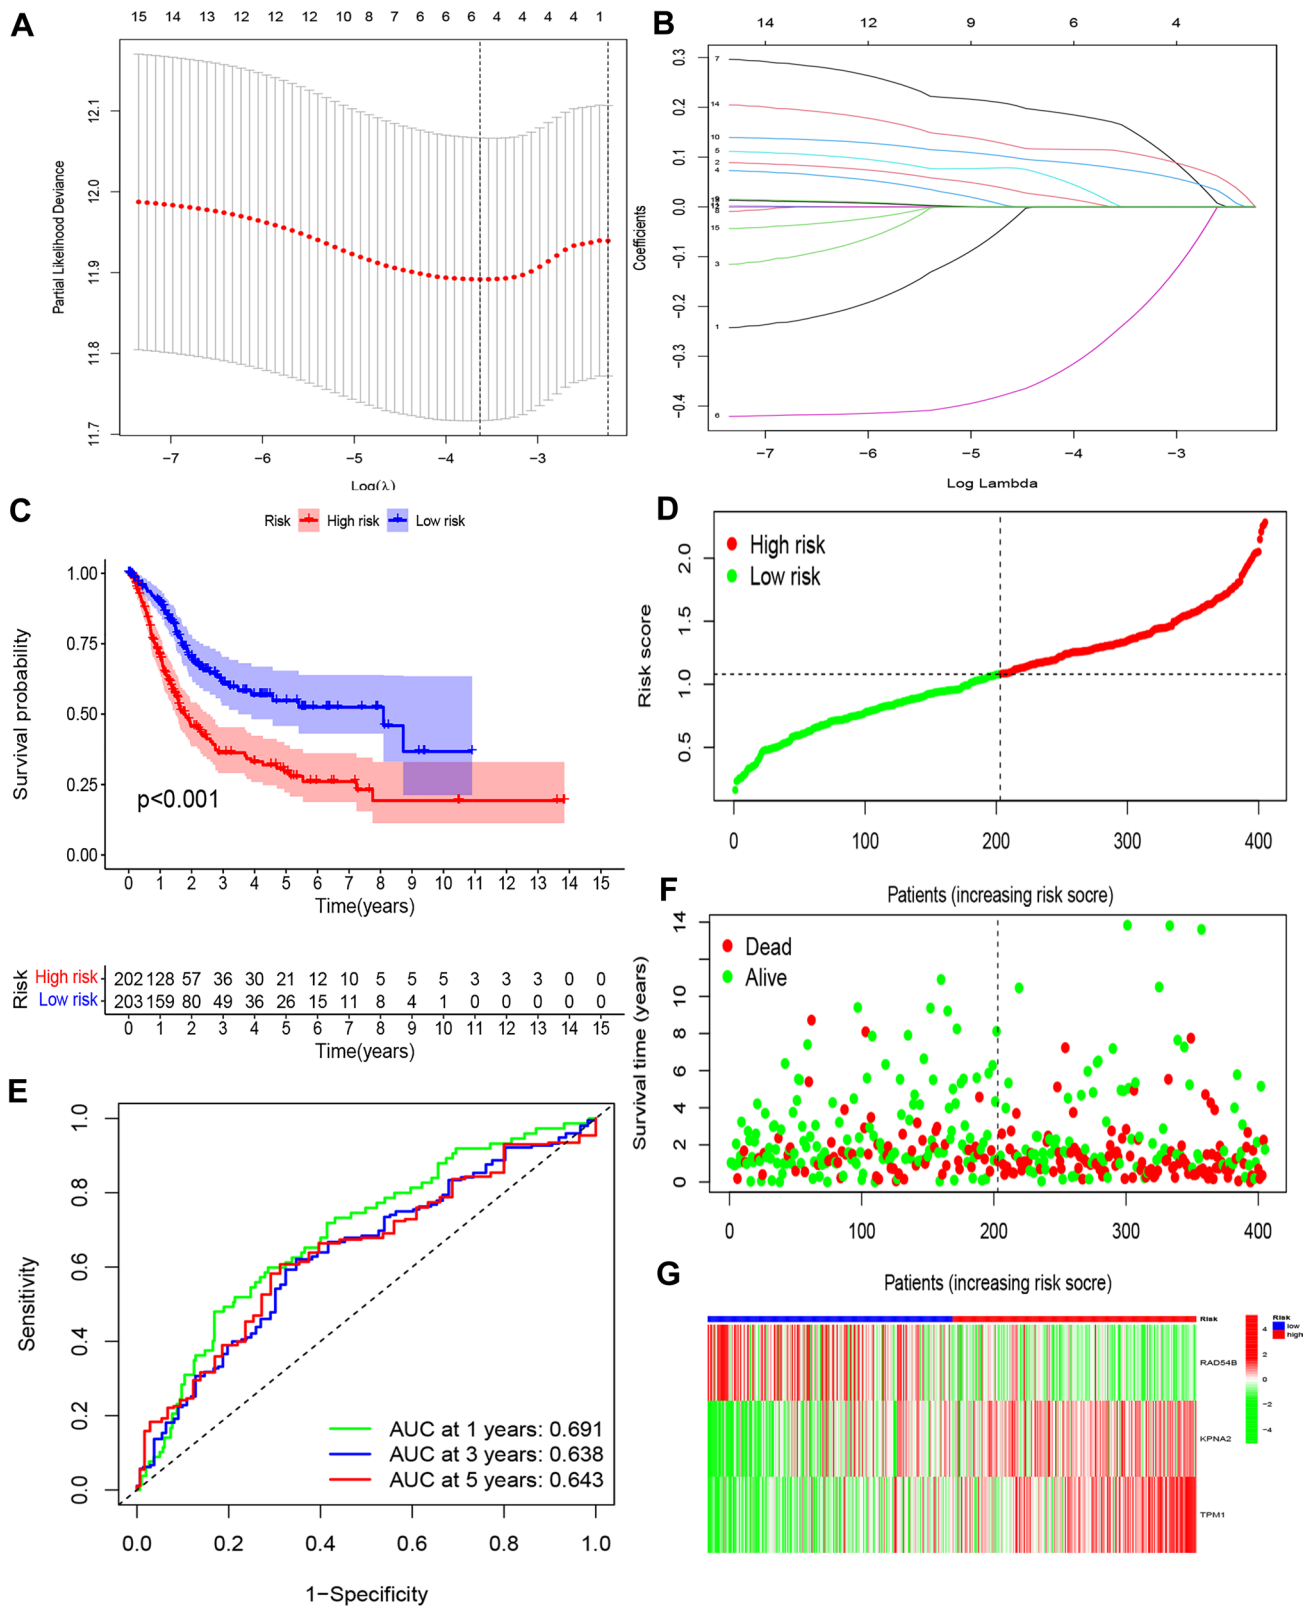 A
15 14 13 12 12 10 8 7 6 6 6 4 4 4 4 1
Partial Likelihood Deviance
12.1
12.0
11.9
11.8
11.7
−7 −6 −5 −4 −3
Log(λ)
B
14 12 9 6 4
Coefficients
0.3
0.2
0.1
0.0
−0.1
−0.2
−0.3
−0.4
7
14
10
5
2
4
8
15
3
1
6
−7 −6 −5 −4 −3
Log Lambda
C
Risk High risk Low risk
Survival probability
1.00
0.75
0.50
0.25
0.00
p<0.001
0 1 2 3 4 5 6 7 8 9 10 11 12 13 14 15
Time(years)
Risk
High risk 202 128 57 36 30 21 12 10 5 5 5 3 3 3 0 0
Low risk 203 159 80 49 36 26 15 11 8 4 1 0 0 0 0 0
0 1 2 3 4 5 6 7 8 9 10 11 12 13 14 15
Time(years)
D
High risk
Low risk
Risk score
2.0
1.5
1.0
0.5
0 100 200 300 400
Patients (increasing risk socre)
E
Sensitivity
1.0
0.8
0.6
0.4
0.2
0.0
AUC at 1 years: 0.691
AUC at 3 years: 0.638
AUC at 5 years: 0.643
0.0 0.2 0.4 0.6 0.8 1.0
1−Specificity
F
Dead
Alive
Survival time (years)
14
10
8
6
4
2
0
0 100 200 300 400
Patients (increasing risk socre)
G
Risk
RAD54B
KPNA2
TPM1
4
2
0
−2
−4
Risk
low
high